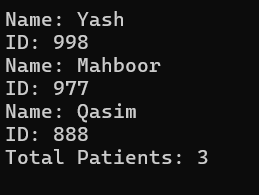 Name: Yash
ID: 998
Name: Mahboor
ID: 977
Name: Qasim
ID: 888
Total Patients: 3